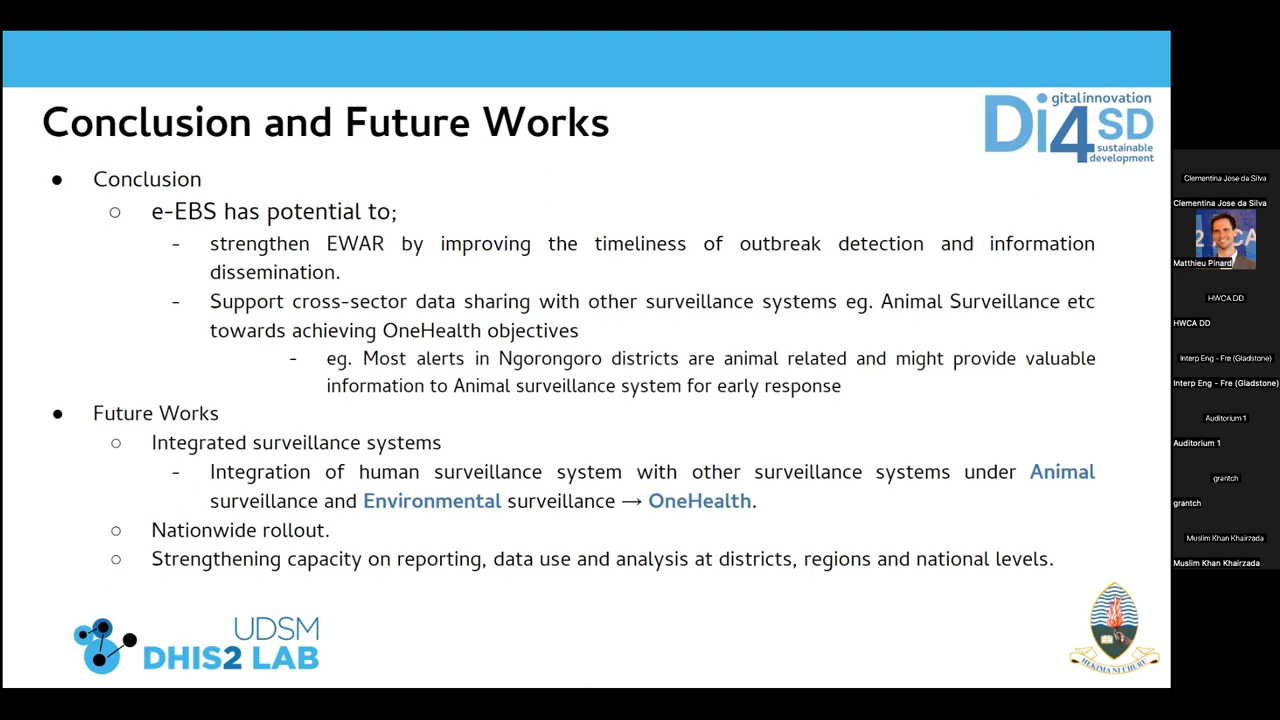 Conclusion and Future Works
gitalinnovation
Di4SD
sustainable
development
● Conclusion
○ e-EBS has potential to;
- strengthen EWAR by improving the timeliness of outbreak detection and information
dissemination.
- Support cross-sector data sharing with other surveillance systems eg. Animal Surveillance etc
towards achieving OneHealth objectives
- eg. Most alerts in Ngorongoro districts are animal related and might provide valuable
information to Animal surveillance system for early response
● Future Works
○ Integrated surveillance systems
- Integration of human surveillance system with other surveillance systems under Animal
surveillance and Environmental surveillance → OneHealth.
○ Nationwide rollout.
○ Strengthening capacity on reporting, data use and analysis at districts, regions and national levels.
UDSM
DHIS2 LAB
HEKIMA NI UHURU
Clementina Jose da Silva
Clementina Jose da Silva
Matthieu Pinard
HWCA DD
HWCA DD
Interp Eng - Fre (Gladstone)
Interp Eng - Fre (Gladstone)
Auditorium 1
Auditorium 1
grantch
grantch
Muslim Khan Khairzada
Muslim Khan Khairzada